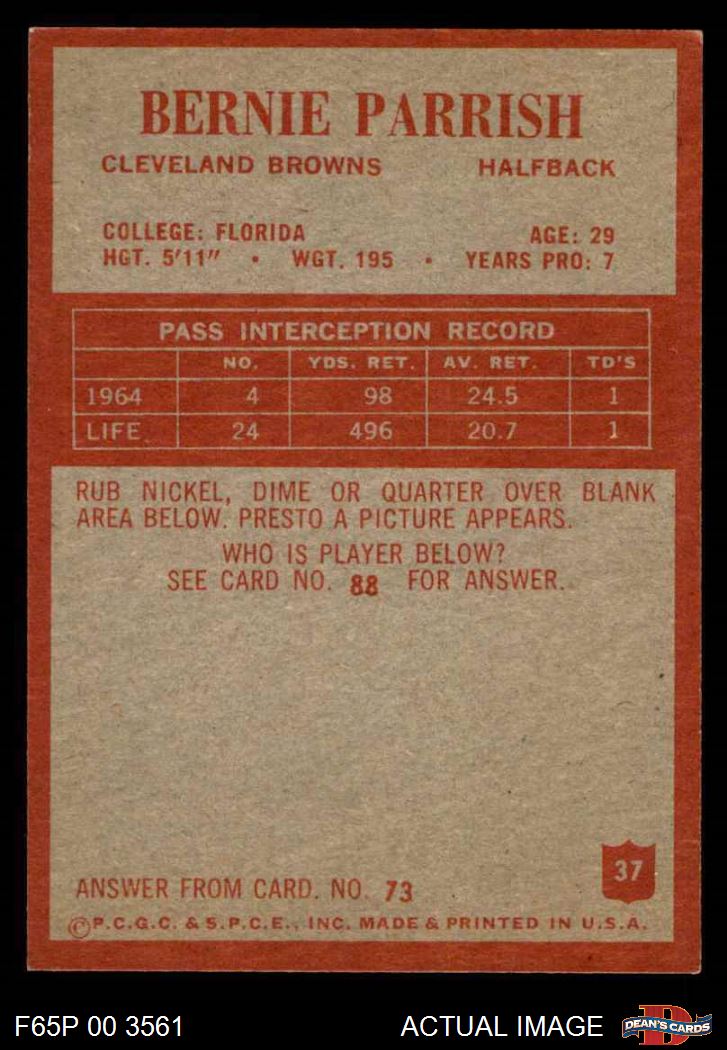 BERNIE PARRISH
CLEVELAND BROWNS HALFBACK
COLLEGE: FLORIDA AGE: 29
HGT. 5'11" • WGT. 195 • YEARS PRO: 7
PASS INTERCEPTION RECORD
NO. YDS. RET. AV. RET. TD'S
1964 4 98 24.5 1
LIFE 24 496 20.7 1
RUB NICKEL, DIME OR QUARTER OVER BLANK
AREA BELOW. PRESTO A PICTURE APPEARS.
WHO IS PLAYER BELOW?
SEE CARD NO. 88 FOR ANSWER.
37
ANSWER FROM CARD. NO. 73
©P.C.G.C. & S.P.C.E., INC. MADE & PRINTED IN U.S.A.
F65P 00 3561 ACTUAL IMAGE D DEAN'S CARDS